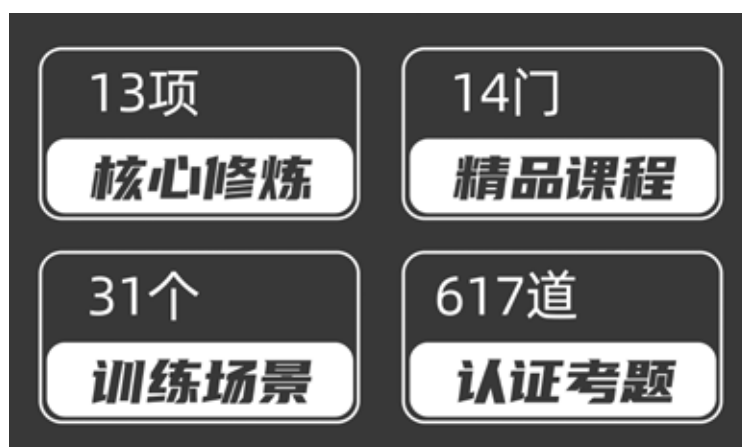 13项
核心修炼
14门
精品课程
31个
训练场景
617道
认证考题